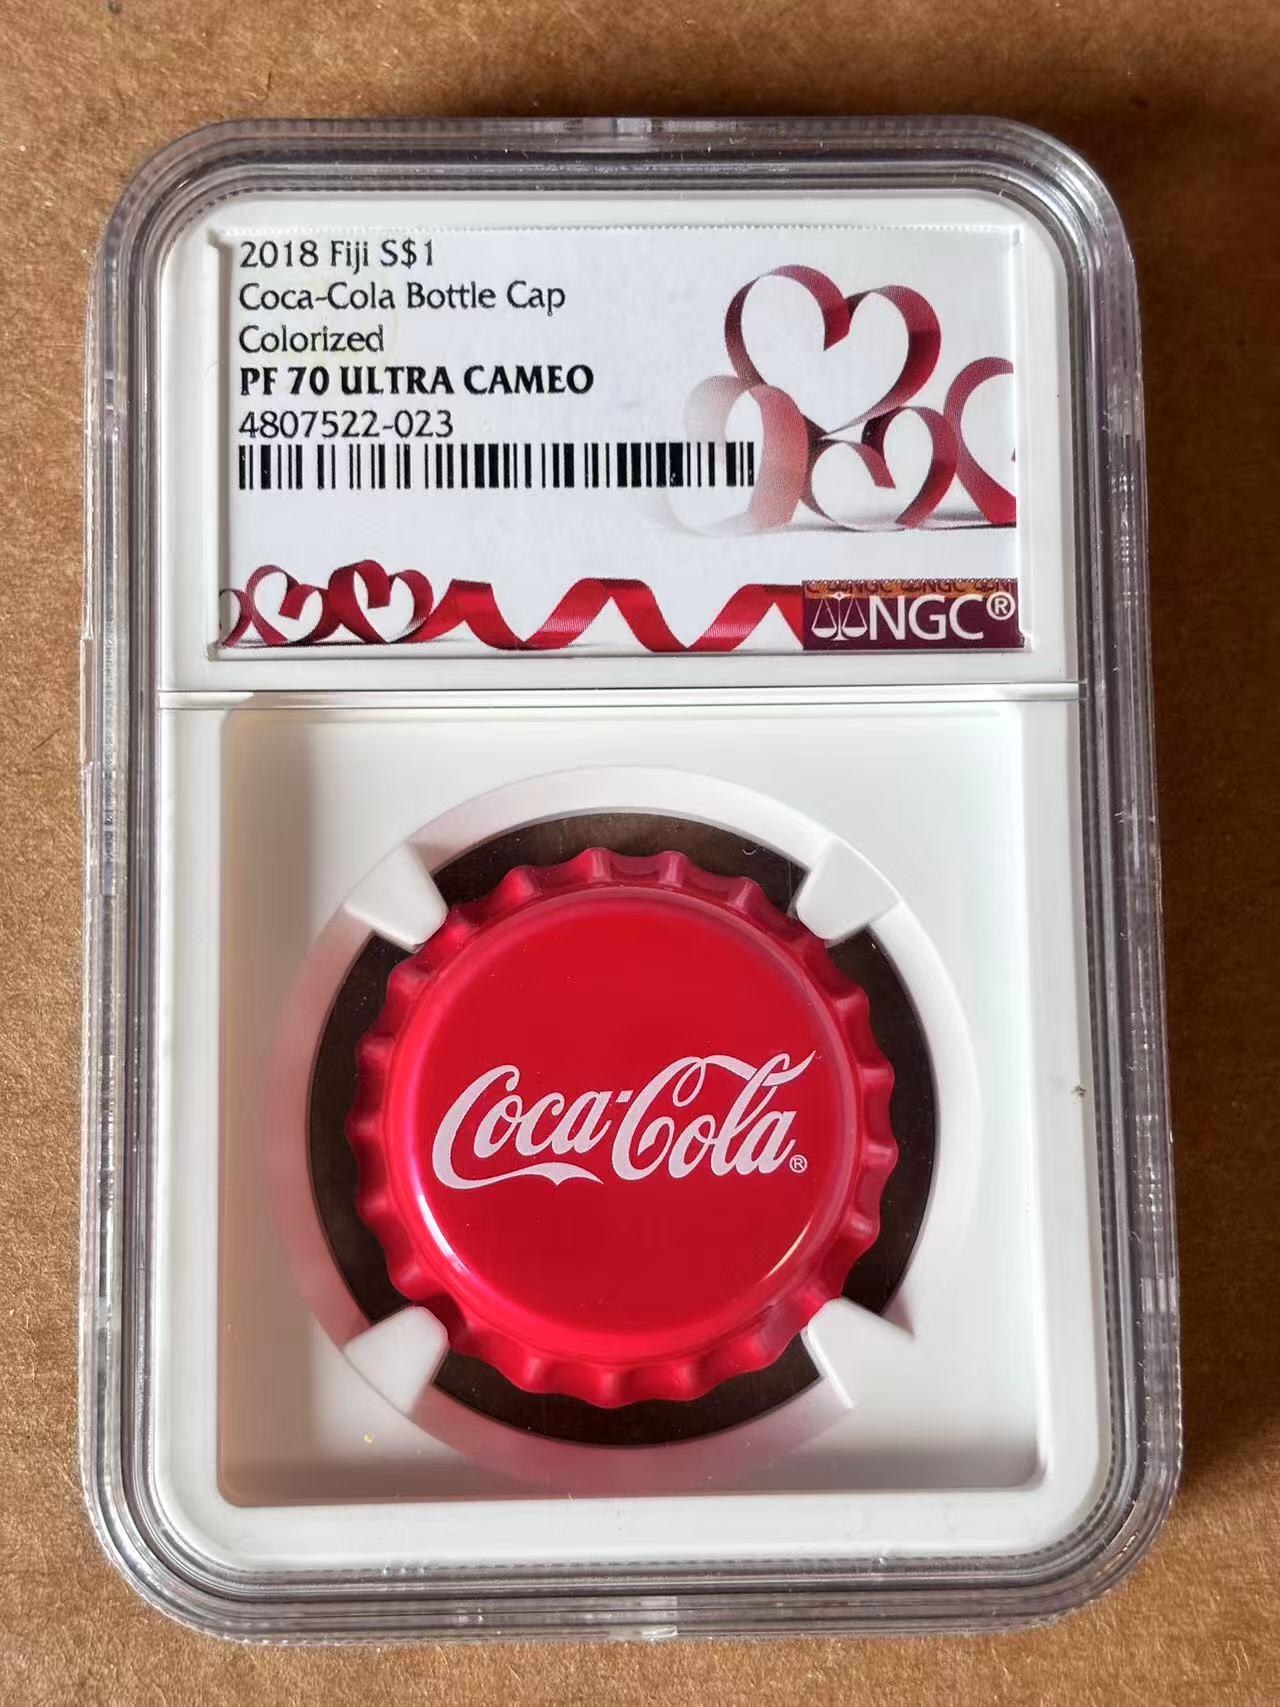 2018 Fiji S$1
Coca-Cola Bottle Cap
Colorized
PF 70 ULTRA CAMEO
4807522-023
NGC®
Coca-Cola®